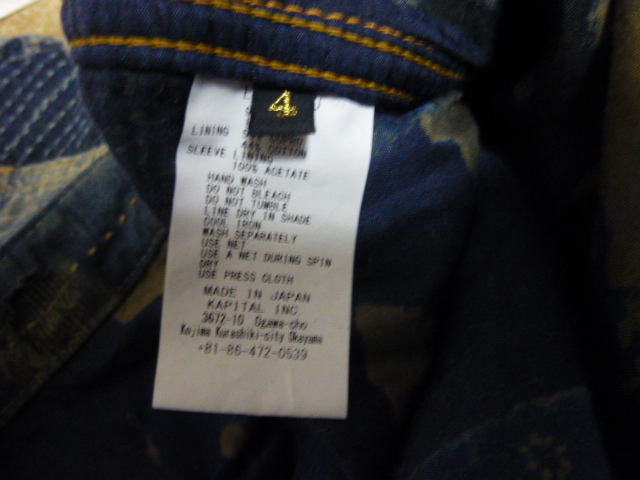 4
LINING
44% COTTON
SLEEVE LINING
100% ACETATE
HAND WASH
DO NOT BLEACH
DO NOT TUMBLE
LINE DRY IN SHADE
COOL IRON
WASH SEPARATELY
USE NET
USE A NET DURING SPIN
DRY
USE PRESS CLOTH
MADE IN JAPAN
KAPITAL INC
3672-10 Ogawa-cho
Kojima Kurashiki-city Okayama
+81-86-472-0539